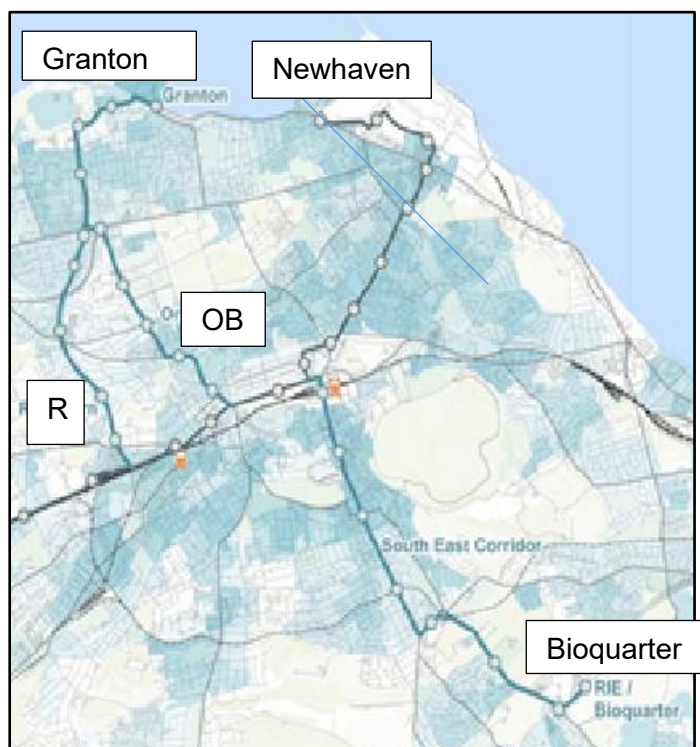 Granton
Newhaven
Granton
OB
R
South East Corridor
Bioquarter
RIE /
Bioquarter